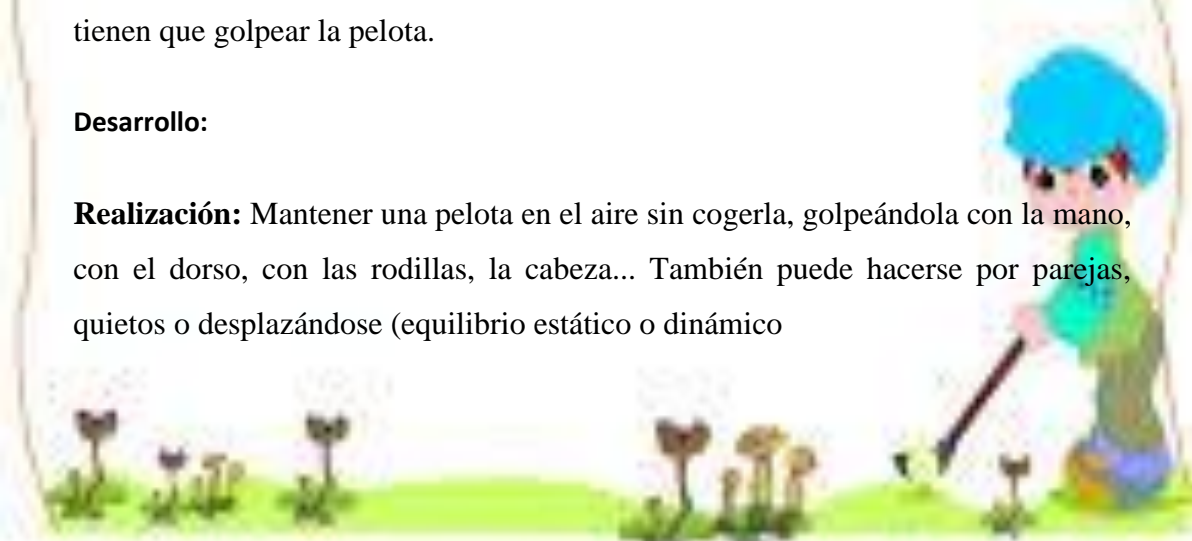 tienen que golpear la pelota.
Desarrollo:
Realización: Mantener una pelota en el aire sin cogerla, golpeándola con la mano,
con el dorso, con las rodillas, la cabeza... También puede hacerse por parejas,
quietos o desplazándose (equilibrio estático o dinámico